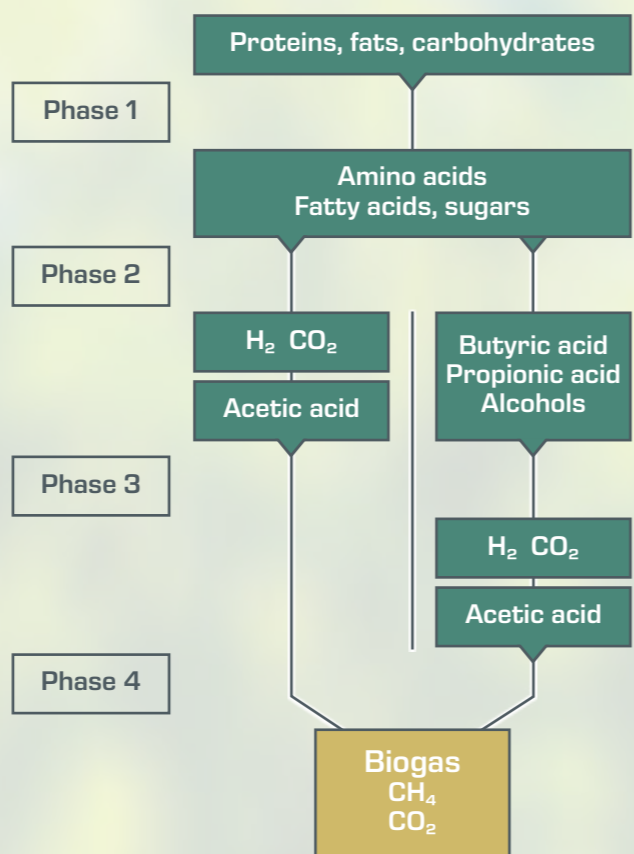 Proteins, fats, carbohydrates
Phase 1
Amino acids
Fatty acids, sugars
Phase 2
H₂ CO₂
Acetic acid
Butyric acid
Propionic acid
Alcohols
Phase 3
H₂ CO₂
Acetic acid
Phase 4
Biogas
CH₄
CO₂